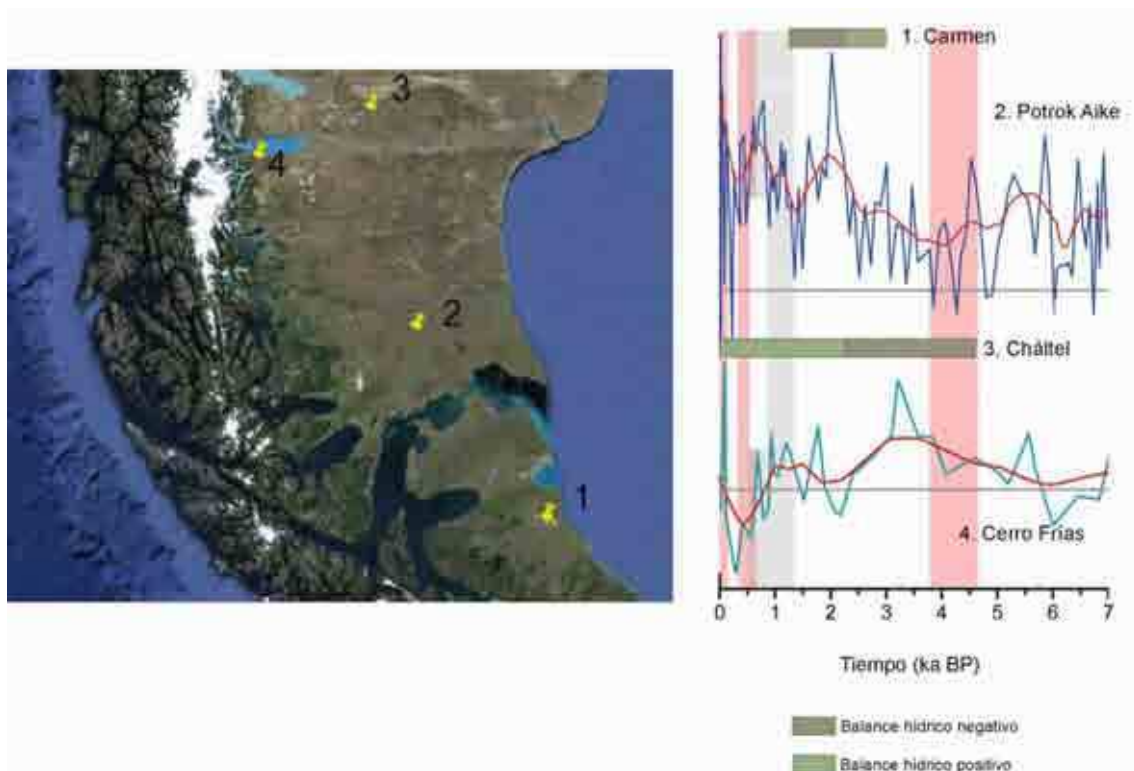 3
4
2
1
1. Carmen
2. Potrok Aike
3. Cháltel
4. Cerro Frías
0 1 2 3 4 5 6 7
Tiempo (ka BP)
Balance hídrico negativo
Balance hídrico positivo